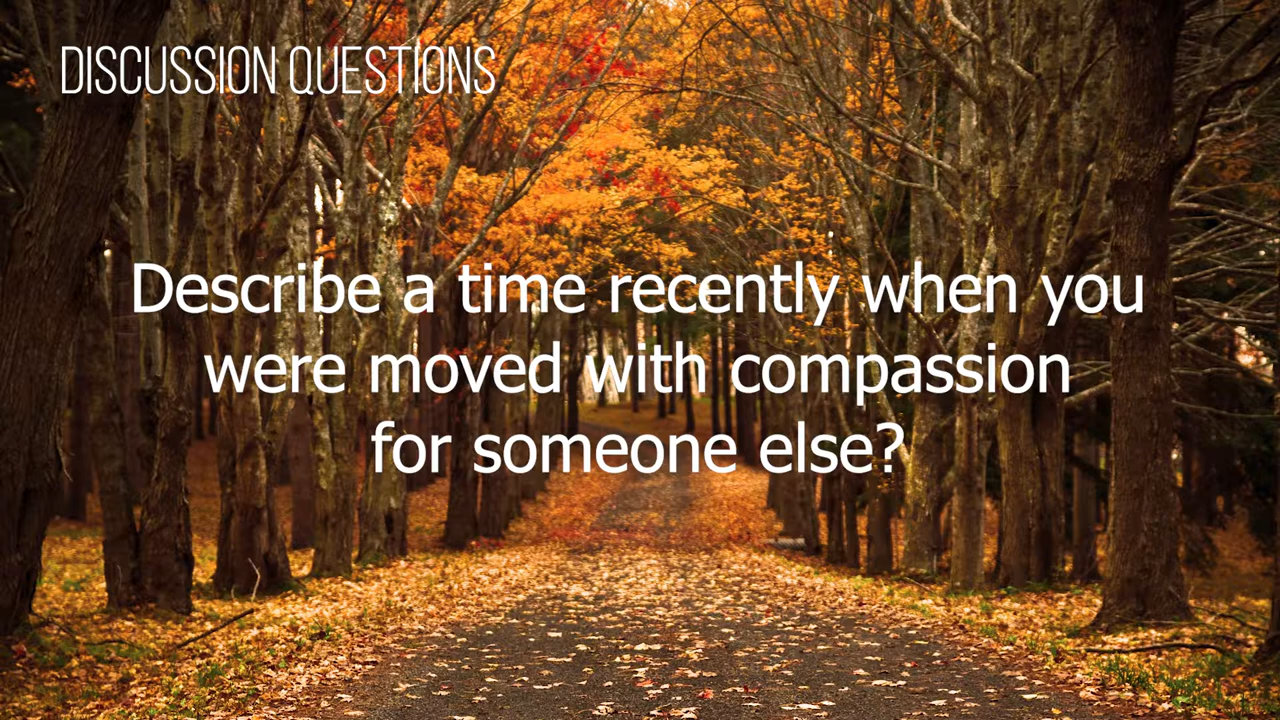 DISCUSSION QUESTIONS
Describe a time recently when you
were moved with compassion
for someone else?